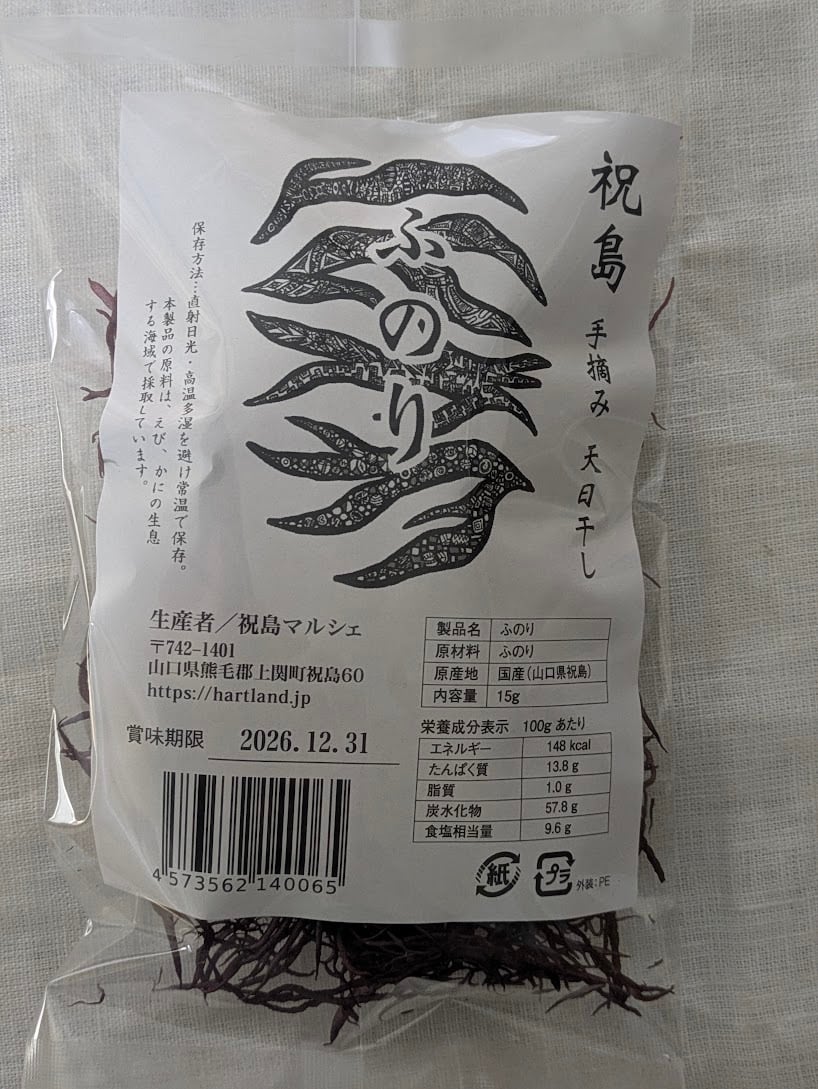 祝島 手摘み 天日干し
ふのり
保存方法…直射日光・高温多湿を避け常温で保存。
本製品の原料は、えび、かにの生息
する海域で採取しています。
生産者／祝島マルシェ
〒742-1401
山口県熊毛郡上関町祝島60
https://hartland.jp
賞味期限 2026.12.31
4 573562 140065
製品名 ふのり
原材料 ふのり
原産地 国産(山口県祝島)
内容量 15g
栄養成分表示 100gあたり
エネルギー 148 kcal
たんぱく質 13.8 g
脂質 1.0 g
炭水化物 57.8 g
食塩相当量 9.6 g
紙 プラ 外装:PE